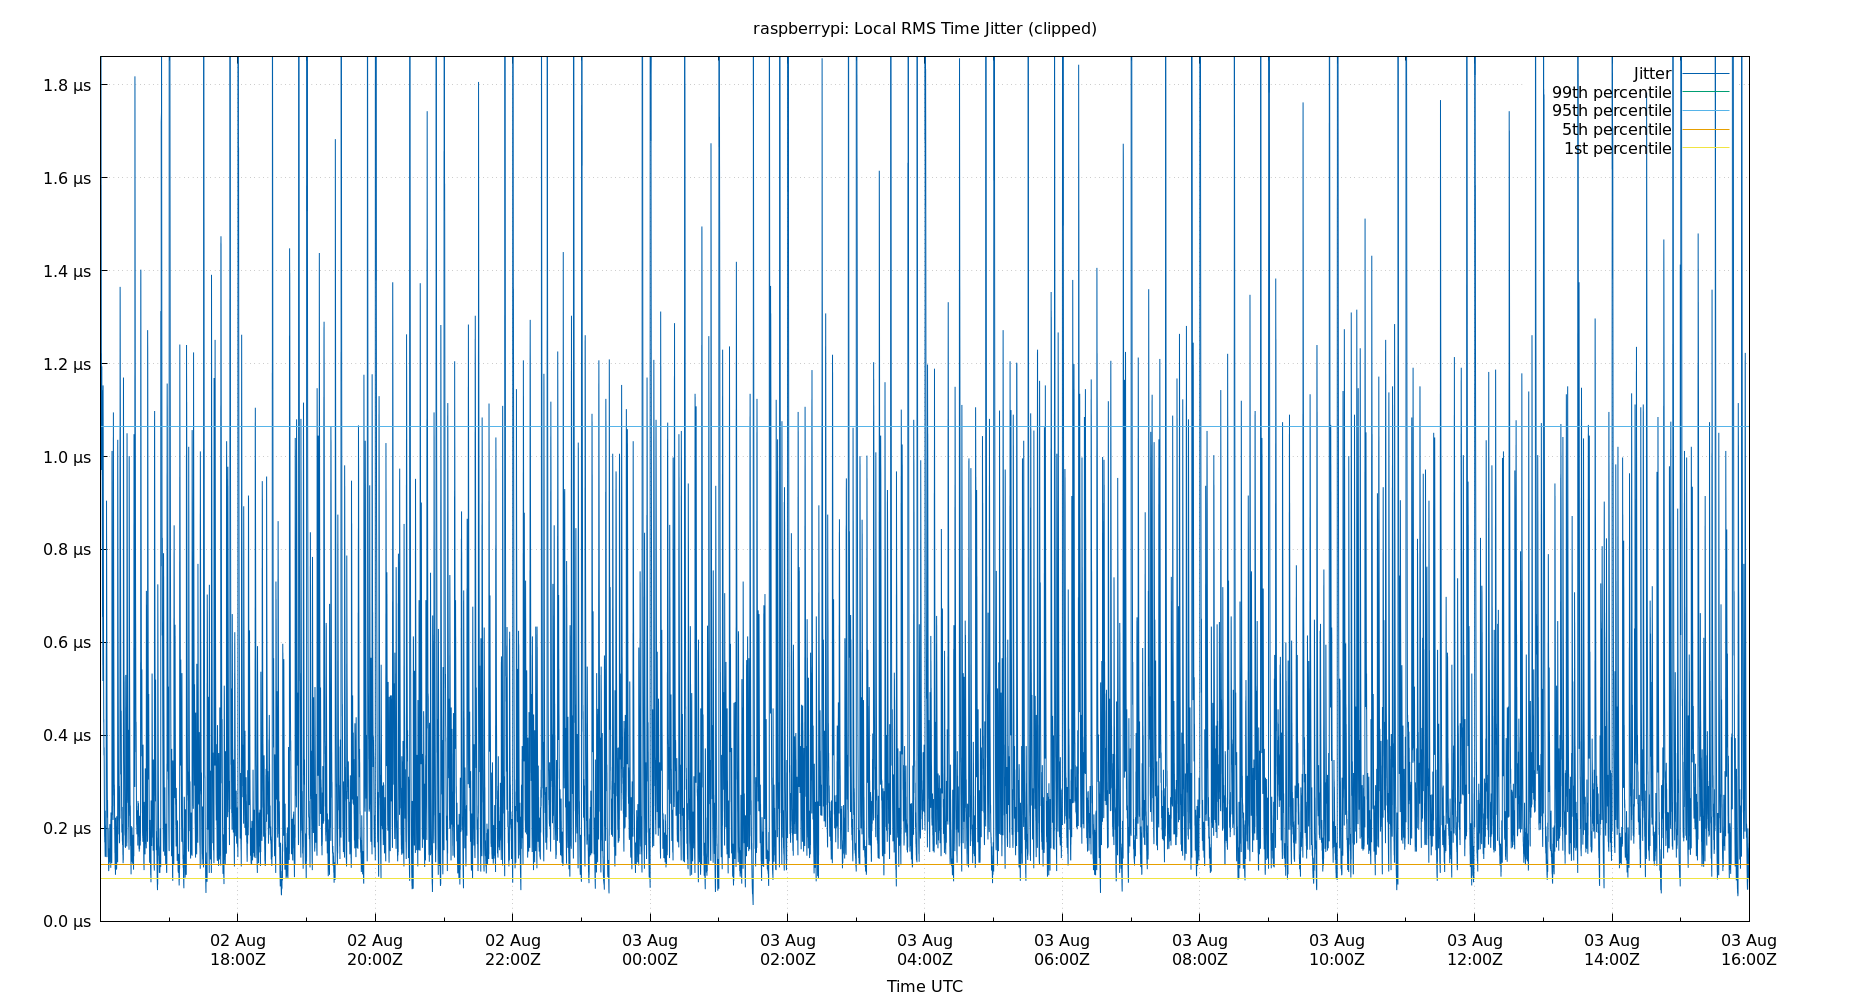 raspberrypi: Local RMS Time Jitter (clipped)
1.8 µs
1.6 µs
1.4 µs
1.2 µs
1.0 µs
0.8 µs
0.6 µs
0.4 µs
0.2 µs
0.0 µs
Jitter
99th percentile
95th percentile
5th percentile
1st percentile
02 Aug 02 Aug 02 Aug 03 Aug 03 Aug 03 Aug 03 Aug 03 Aug 03 Aug 03 Aug 03 Aug 03 Aug
18:00Z 20:00Z 22:00Z 00:00Z 02:00Z 04:00Z 06:00Z 08:00Z 10:00Z 12:00Z 14:00Z 16:00Z
Time UTC